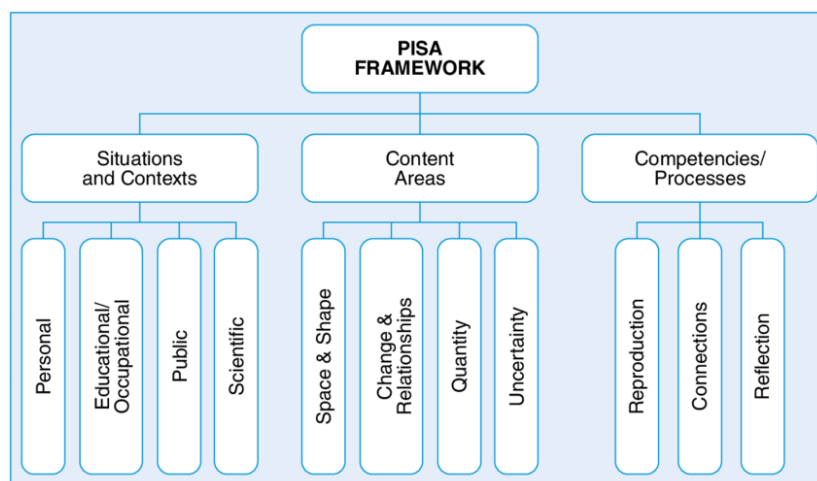 PISA
FRAMEWORK
Situations
and Contexts
Content
Areas
Competencies/
Processes
Personal
Educational/
Occupational
Public
Scientific
Space & Shape
Change &
Relationships
Quantity
Uncertainty
Reproduction
Connections
Reflection